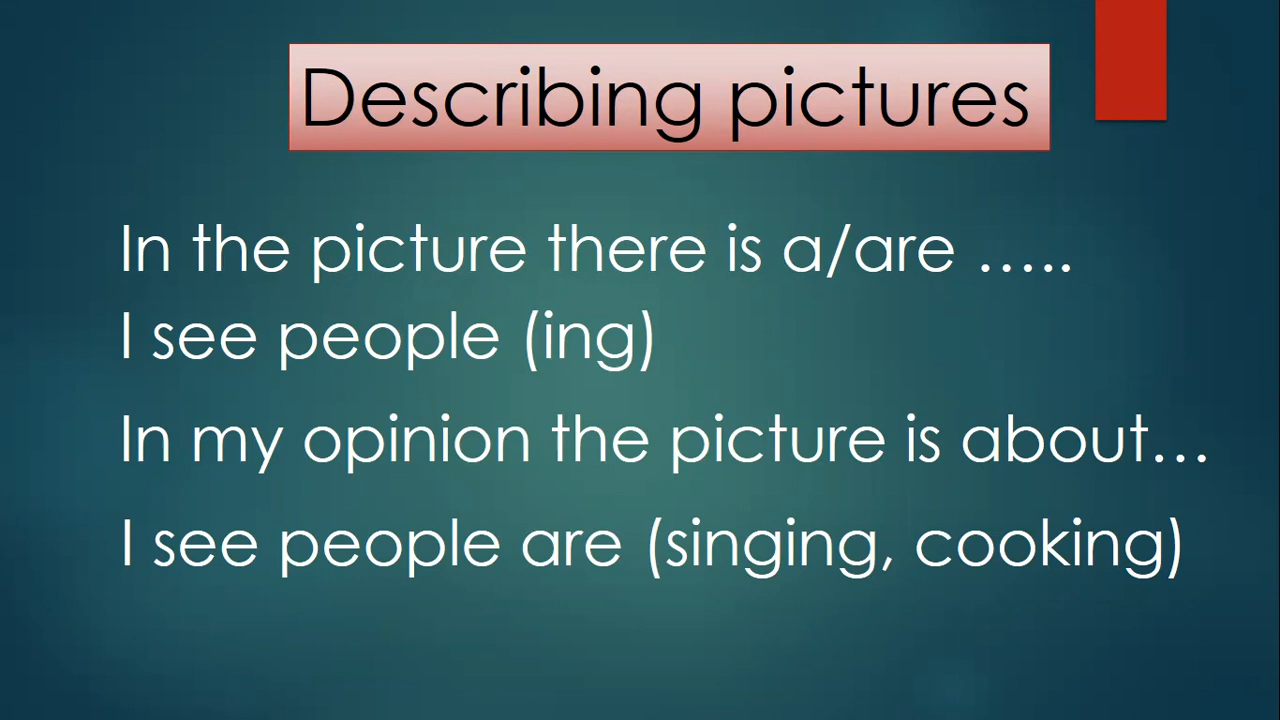 Describing pictures
In the picture there is a/are …..
I see people (ing)
In my opinion the picture is about…
I see people are (singing, cooking)